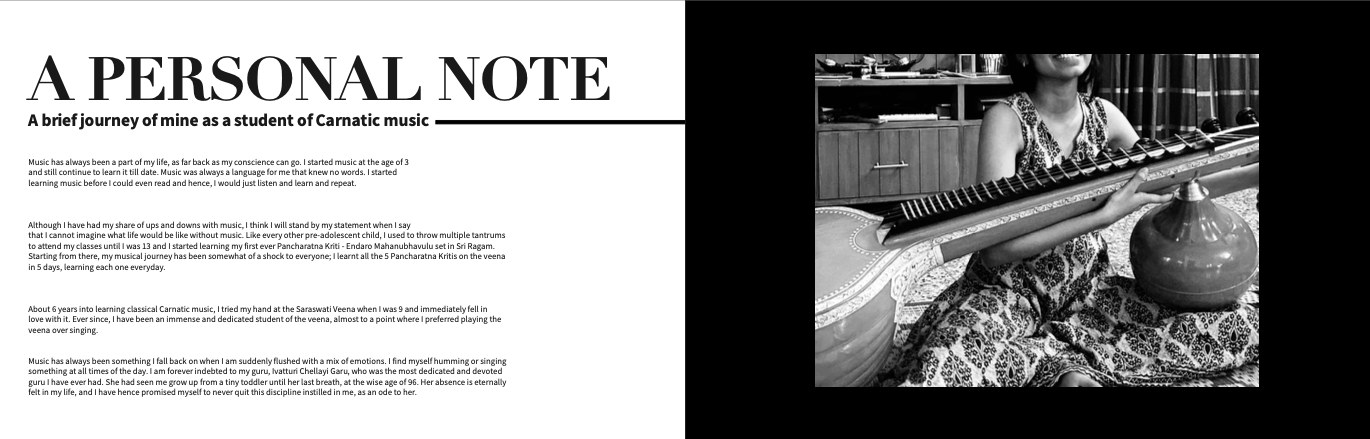 A PERSONAL NOTE
A brief journey of mine as a student of Carnatic music
Music has always been a part of my life, as far back as my conscience can go. I started music at the age of 3
and still continue to learn it till date. Music was always a language for me that knew no words. I started
learning music before I could even read and hence, I would just listen and learn and repeat.
Although I have had my share of ups and downs with music, I think I will stand by my statement when I say
that I cannot imagine what life would be like without music. Like every other pre-adolescent child, I used to throw multiple tantrums
to attend my classes until I was 13 and I started learning my first ever Pancharatna Kriti - Endaro Mahanubhavulu set in Sri Ragam.
Starting from there, my musical journey has been somewhat of a shock to everyone; I learnt all the 5 Pancharatna Kritis on the veena
in 5 days, learning each one everyday.
About 6 years into learning classical Carnatic music, I tried my hand at the Saraswati Veena when I was 9 and immediately fell in
love with it. Ever since, I have been an immense and dedicated student of the veena, almost to a point where I preferred playing the
veena over singing.
Music has always been something I fall back on when I am suddenly flushed with a mix of emotions. I find myself humming or singing
something at all times of the day. I am forever indebted to my guru, Ivatturi Chellayi Garu, who was the most dedicated and devoted
guru I have ever had. She had seen me grow up from a tiny toddler until her last breath, at the wise age of 96. Her absence is eternally
felt in my life, and I have hence promised myself to never quit this discipline instilled in me, as an ode to her.